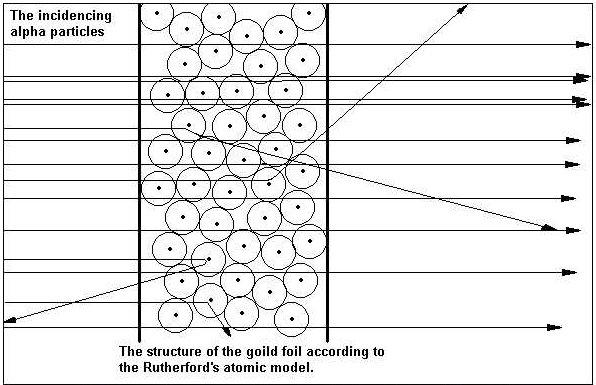 The incidencing
alpha particles
The structure of the goild foil according to
the Rutherford's atomic model.